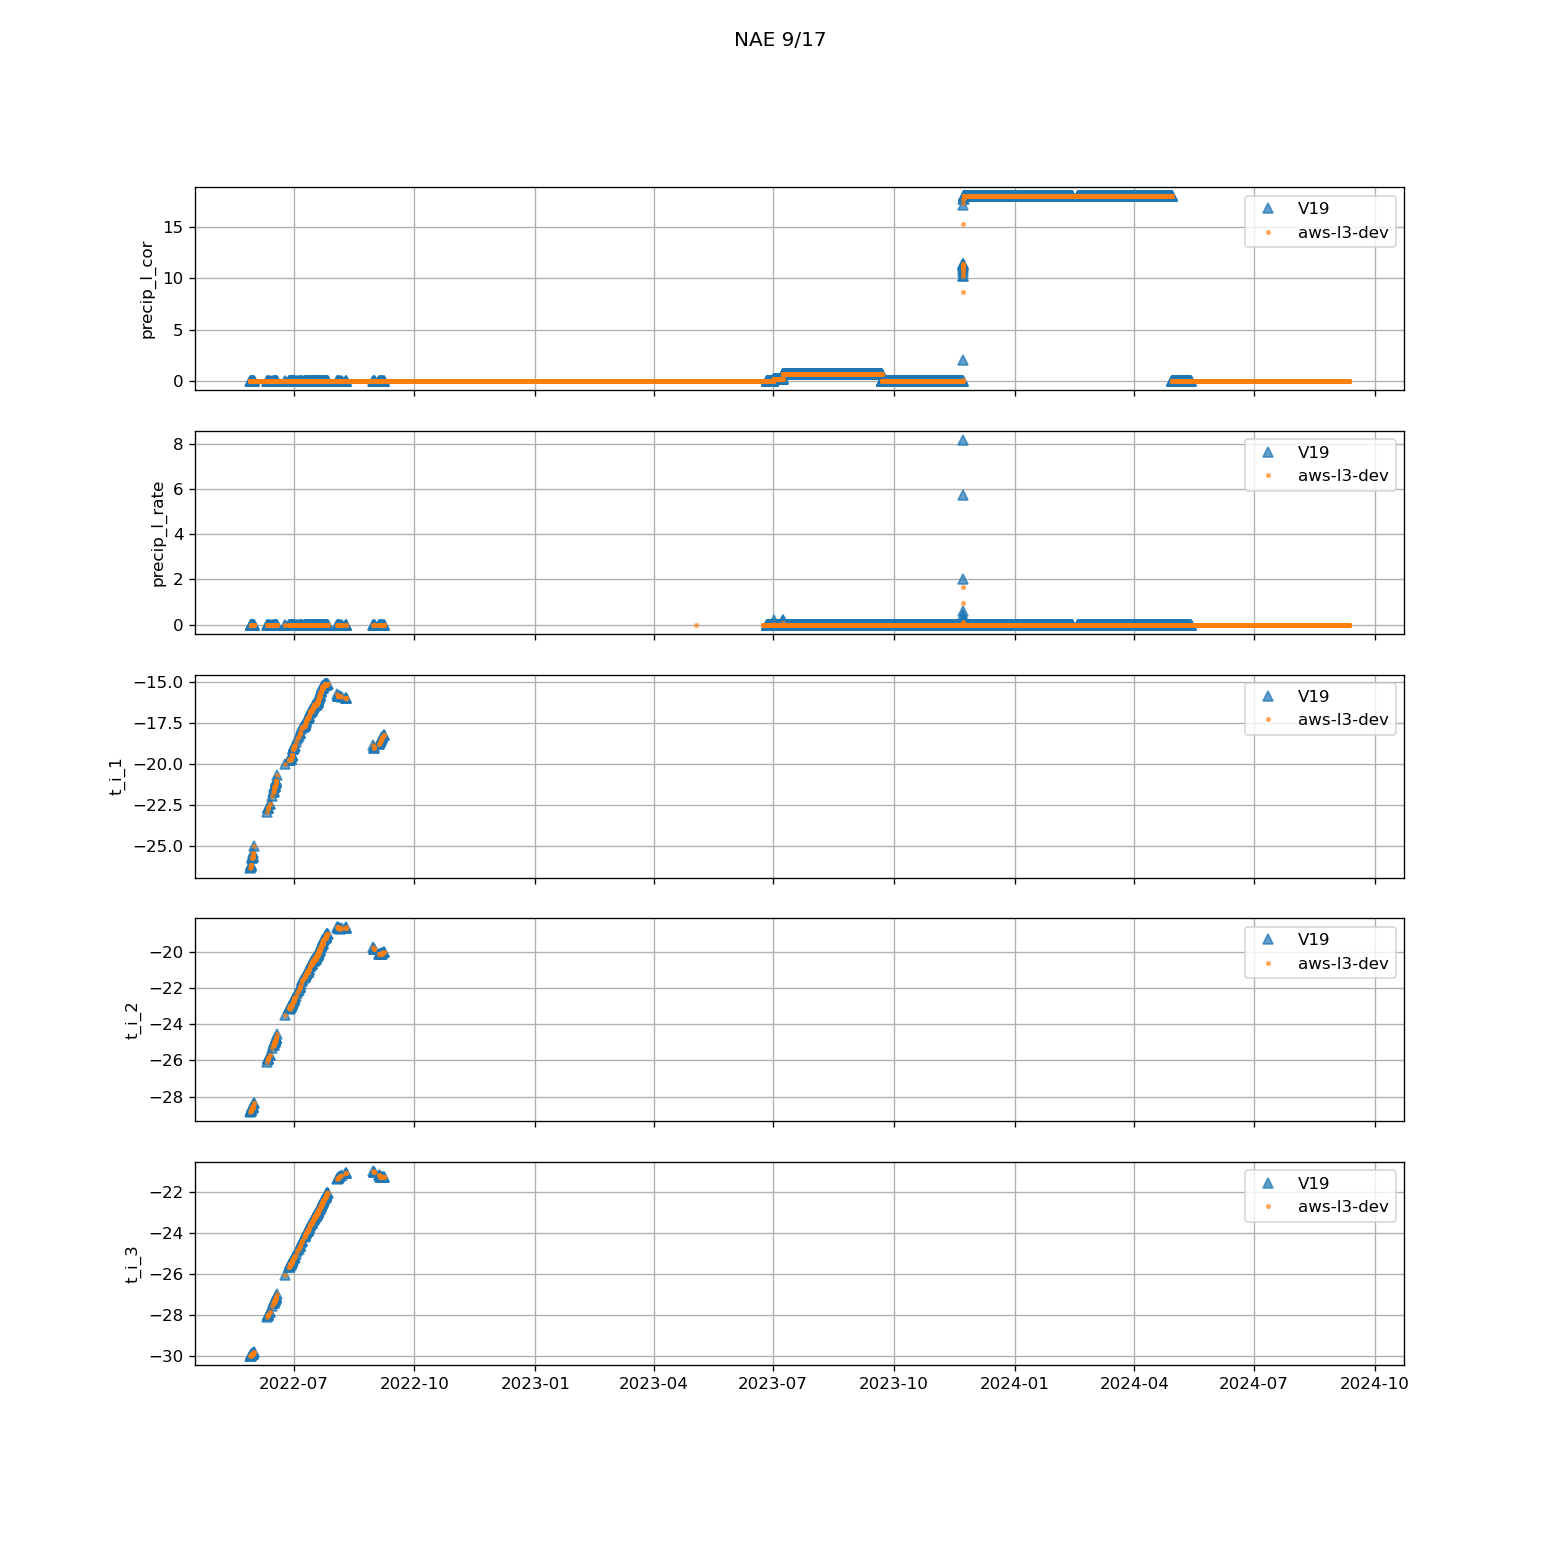 NAE 9/17
15
10
5
0
precip_l_cor
V19
aws-l3-dev
8
6
4
2
0
precip_l_rate
V19
aws-l3-dev
−15.0
−17.5
−20.0
−22.5
−25.0
t_i_1
V19
aws-l3-dev
−20
−22
−24
−26
−28
t_i_2
V19
aws-l3-dev
−22
−24
−26
−28
−30
t_i_3
V19
aws-l3-dev
2022-07 2022-10 2023-01 2023-04 2023-07 2023-10 2024-01 2024-04 2024-07 2024-10